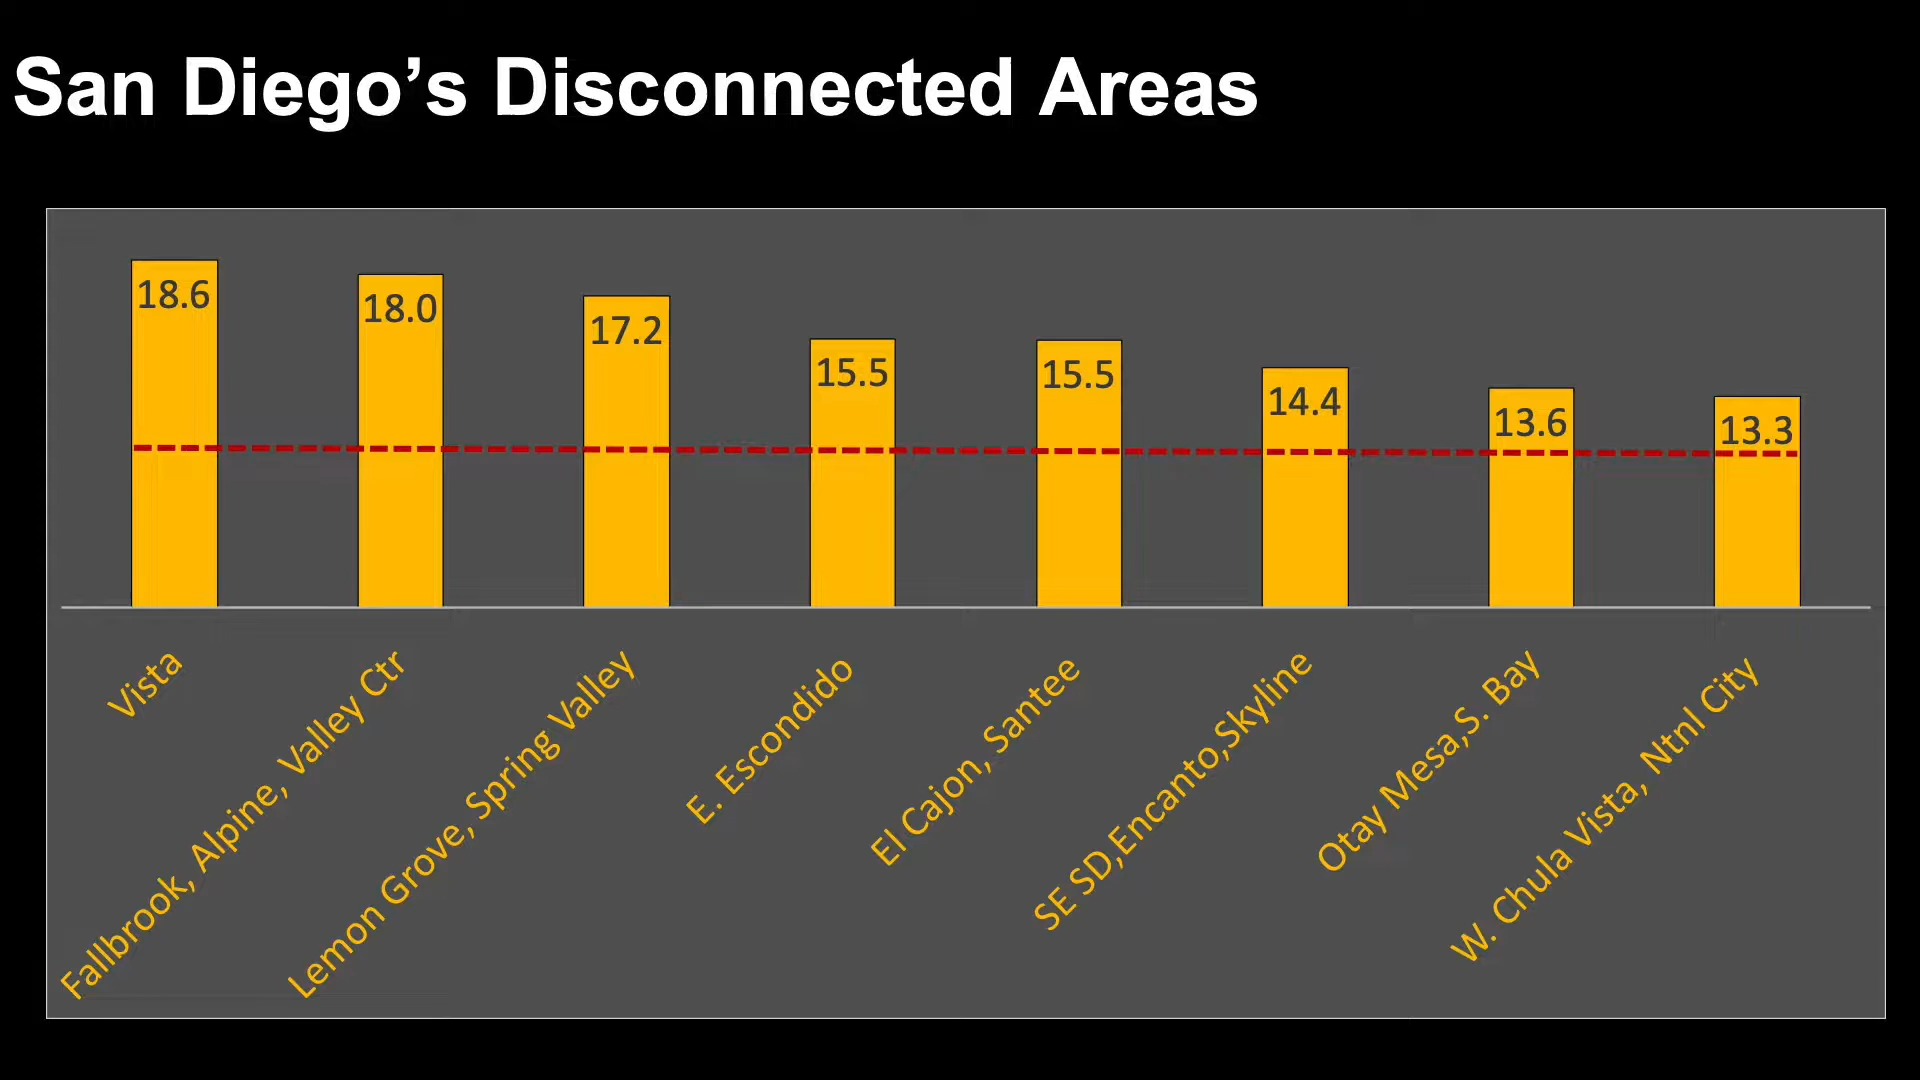 San Diego’s Disconnected Areas
18.6
18.0
17.2
15.5
15.5
14.4
13.6
13.3
Vista
Fallbrook, Alpine, Valley Ctr
Lemon Grove, Spring Valley
E. Escondido
El Cajon, Santee
SE SD,Encanto,Skyline
Otay Mesa,S. Bay
W. Chula Vista, Ntnl City